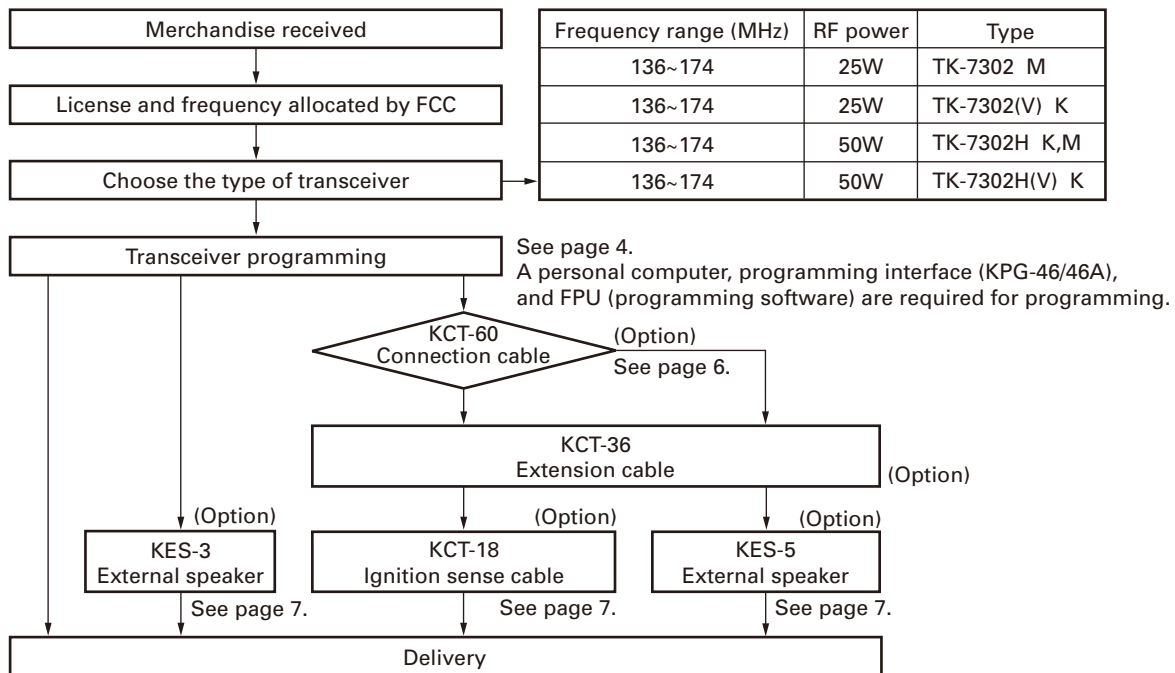 Merchandise received
License and frequency allocated by FCC
Choose the type of transceiver
Frequency range (MHz) RF power Type
136~174 25W TK-7302 M
136~174 25W TK-7302(V) K
136~174 50W TK-7302H K,M
136~174 50W TK-7302H(V) K
Transceiver programming
See page 4.
A personal computer, programming interface (KPG-46/46A),
and FPU (programming software) are required for programming.
KCT-60
Connection cable
(Option)
See page 6.
KCT-36
Extension cable
(Option)
(Option)
KES-3
External speaker
See page 7.
(Option)
KCT-18
Ignition sense cable
See page 7.
(Option)
KES-5
External speaker
See page 7.
Delivery